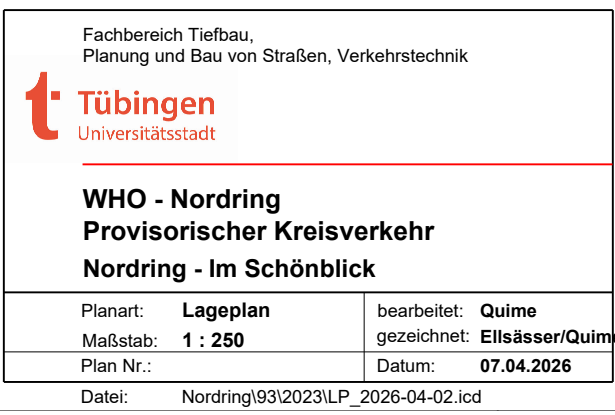 Fachbereich Tiefbau,
Planung und Bau von Straßen, Verkehrstechnik
Tübingen
Universitätsstadt
WHO - Nordring
Provisorischer Kreisverkehr
Nordring - Im Schönblick
Planart: Lageplan bearbeitet: Quime
Maßstab: 1 : 250 gezeichnet: Ellsässer/Quime
Plan Nr.: Datum: 07.04.2026
Datei: Nordring\93\2023\LP_2026-04-02.icd